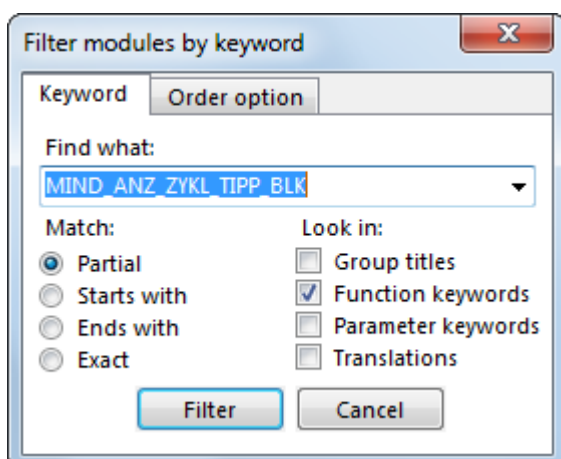 Filter modules by keyword
Keyword Order option
Find what:
MIND_ANZ_ZYKL_TIPP_BLK
Match: Look in:
Partial Group titles
Starts with Function keywords
Ends with Parameter keywords
Exact Translations
Filter Cancel